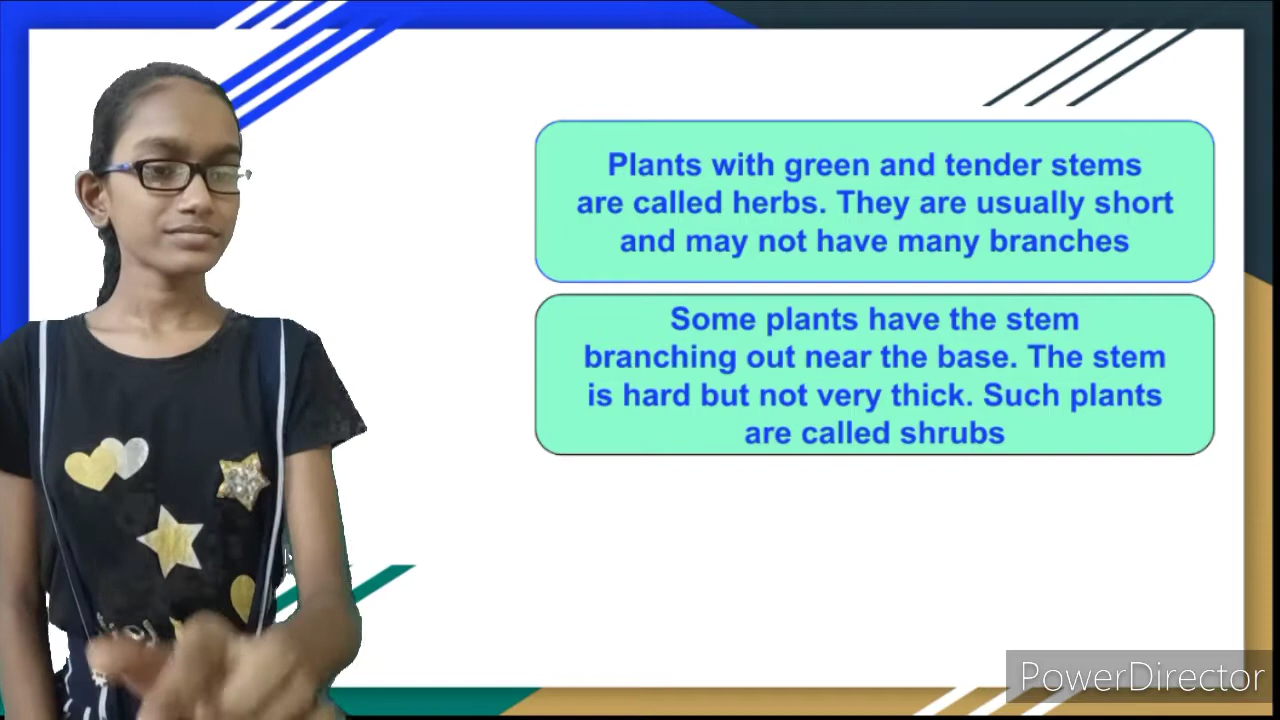 Plants with green and tender stems
are called herbs. They are usually short
and may not have many branches
Some plants have the stem
branching out near the base. The stem
is hard but not very thick. Such plants
are called shrubs
PowerDirector